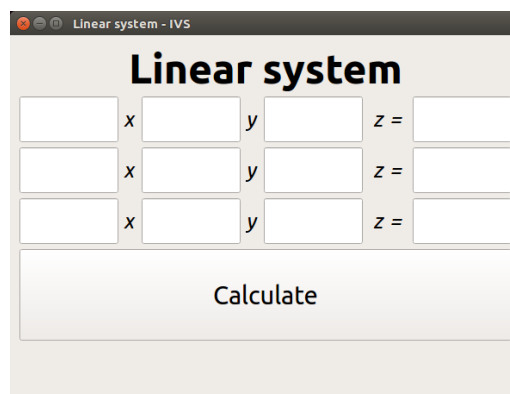 Linear system - IVS
Linear system
x y z =
x y z =
x y z =
Calculate